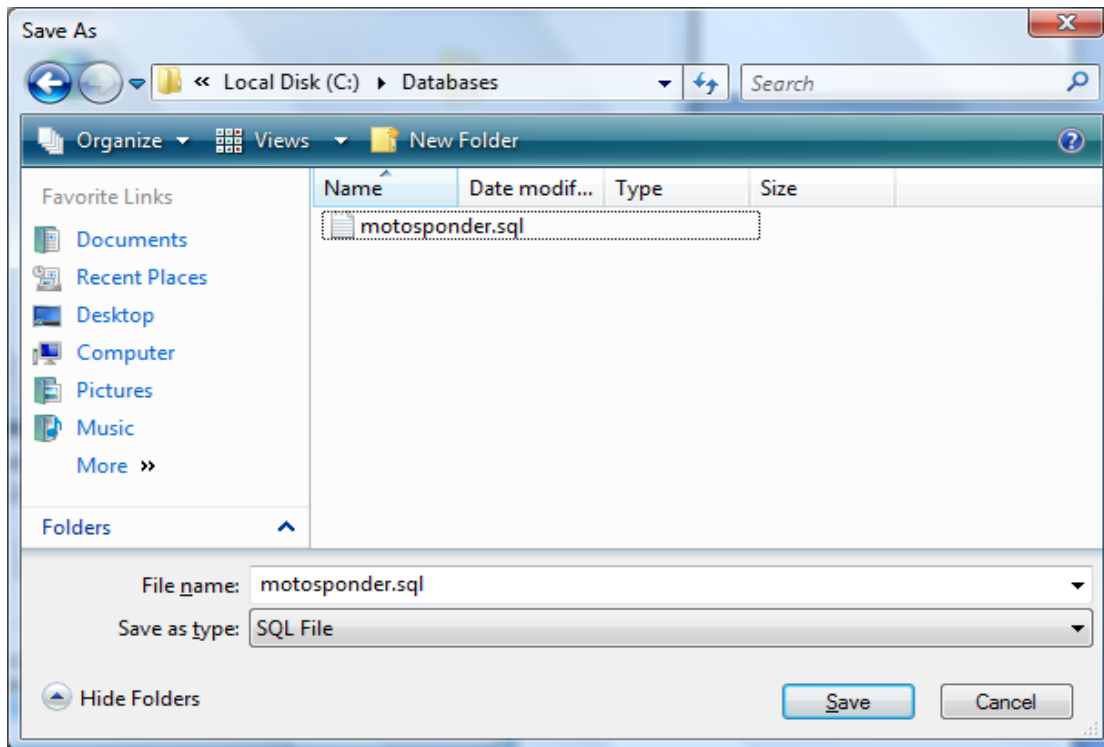 Save As
« Local Disk (C:) ▸ Databases Search
Organize Views New Folder
Favorite Links Name Date modif... Type Size
motosponder.sql
Documents
Recent Places
Desktop
Computer
Pictures
Music
More »
Folders
File name: motosponder.sql
Save as type: SQL File
Hide Folders Save Cancel